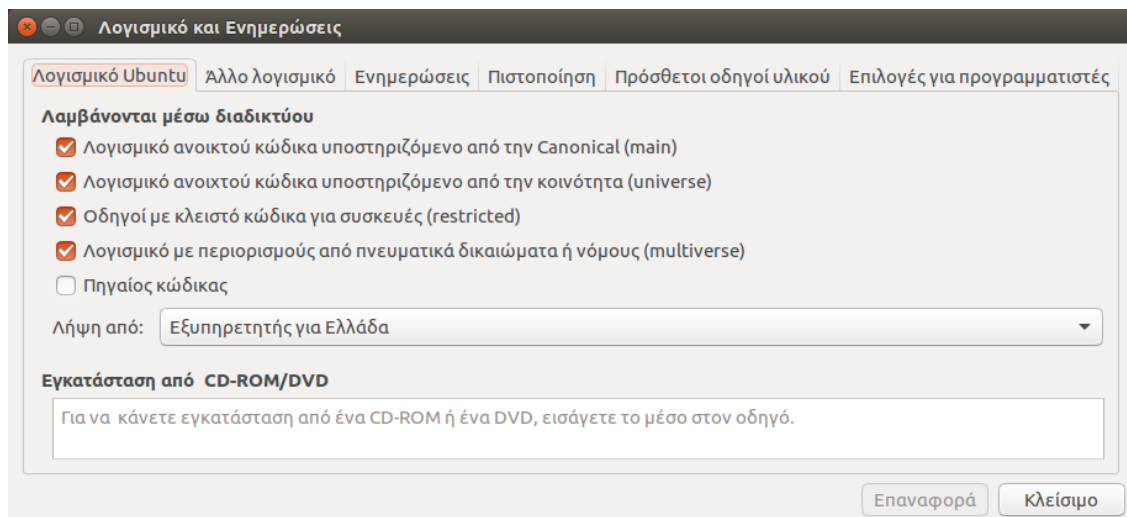 Λογισμικό και Ενημερώσεις
Λογισμικό Ubuntu Άλλο λογισμικό Ενημερώσεις Πιστοποίηση Πρόσθετοι οδηγοί υλικού Επιλογές για προγραμματιστές
Λαμβάνονται μέσω διαδικτύου
Λογισμικό ανοικτού κώδικα υποστηριζόμενο από την Canonical (main)
Λογισμικό ανοιχτού κώδικα υποστηριζόμενο από την κοινότητα (universe)
Οδηγοί με κλειστό κώδικα για συσκευές (restricted)
Λογισμικό με περιορισμούς από πνευματικά δικαιώματα ή νόμους (multiverse)
Πηγαίος κώδικας
Λήψη από: Εξυπηρετητής για Ελλάδα
Εγκατάσταση από CD-ROM/DVD
Για να κάνετε εγκατάσταση από ένα CD-ROM ή ένα DVD, εισάγετε το μέσο στον οδηγό.
Επαναφορά Κλείσιμο